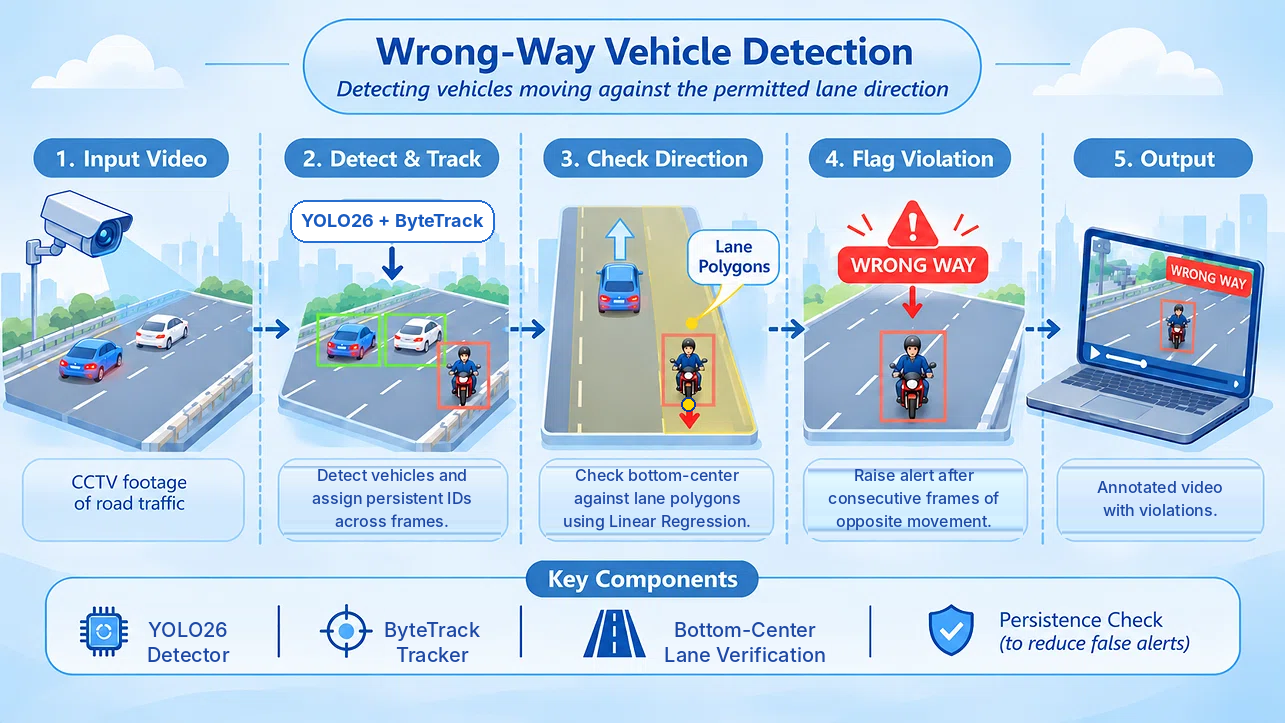 Wrong-Way Vehicle Detection
Detecting vehicles moving against the permitted lane direction
1. Input Video
2. Detect & Track
3. Check Direction
4. Flag Violation
5. Output
YOLO26 + ByteTrack
Lane
Polygons
WRONG WAY
WRONG WAY
CCTV footage
of road traffic
Detect vehicles and
assign persistent IDs
across frames.
Check bottom-center
against lane polygons
using Linear Regression.
Raise alert after
consecutive frames of
opposite movement.
Annotated video
with violations.
Key Components
YOLO26
Detector
ByteTrack
Tracker
Bottom-Center
Lane Verification
Persistence Check
(to reduce false alerts)